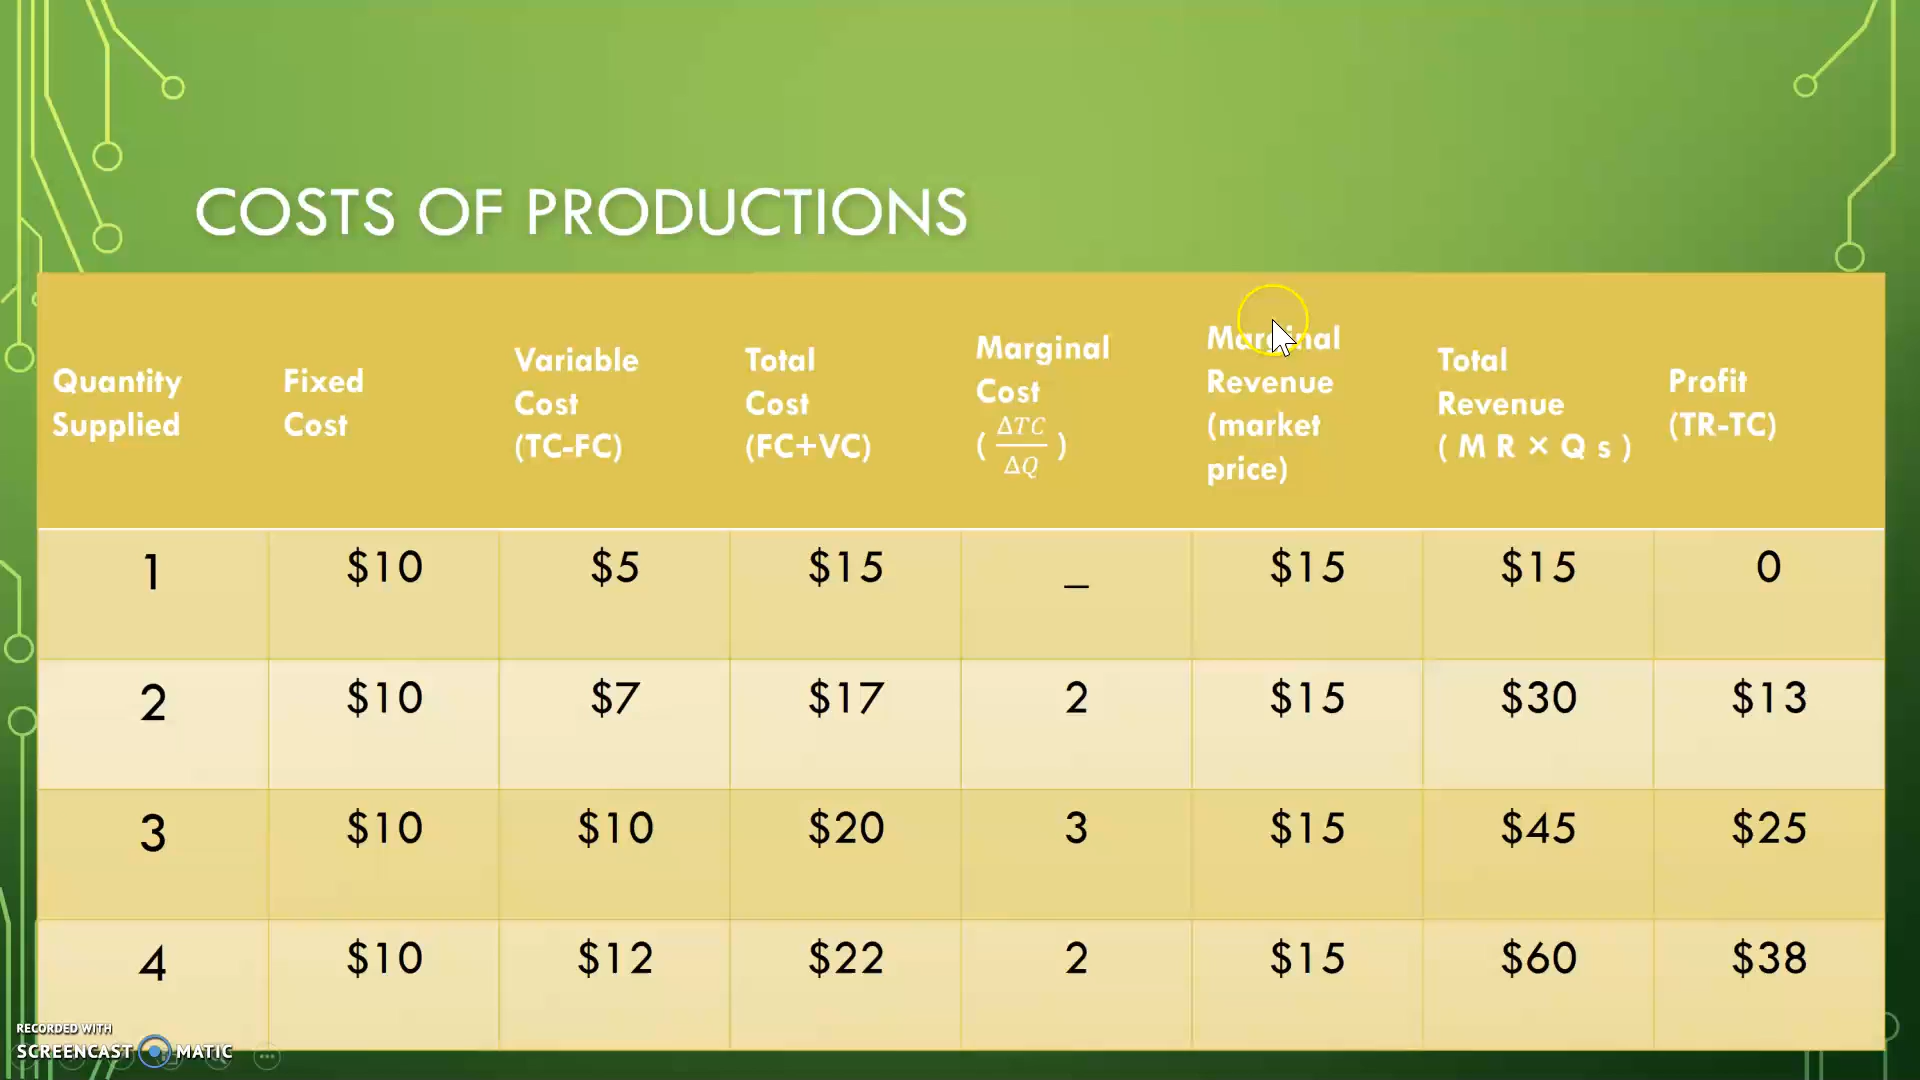 COSTS OF PRODUCTIONS
Quantity Supplied
Fixed Cost
Variable Cost (TC-FC)
Total Cost (FC+VC)
Marginal Cost ( ΔTC/ΔQ )
Marginal Revenue (market price)
Total Revenue ( M R × Q s )
Profit (TR-TC)
1 $10 $5 $15 _ $15 $15 0
2 $10 $7 $17 2 $15 $30 $13
3 $10 $10 $20 3 $15 $45 $25
4 $10 $12 $22 2 $15 $60 $38
RECORDED WITH
SCREENCAST MATIC